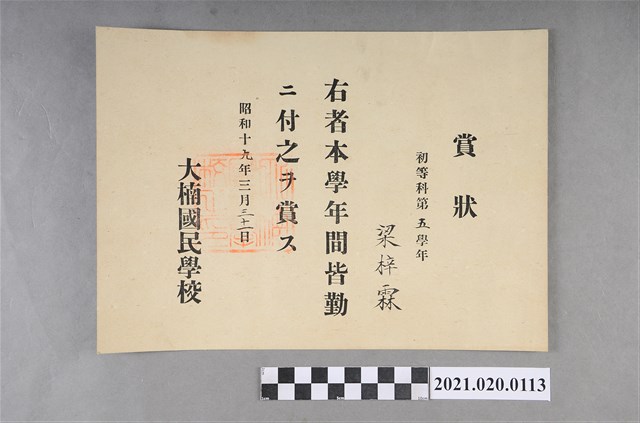 賞狀
初等科第五學年
梁梓霖
右者本學年間皆勤
ニ付之ヲ賞ス
昭和十九年三月三十一日
大楠國民學校
2021.020.0113